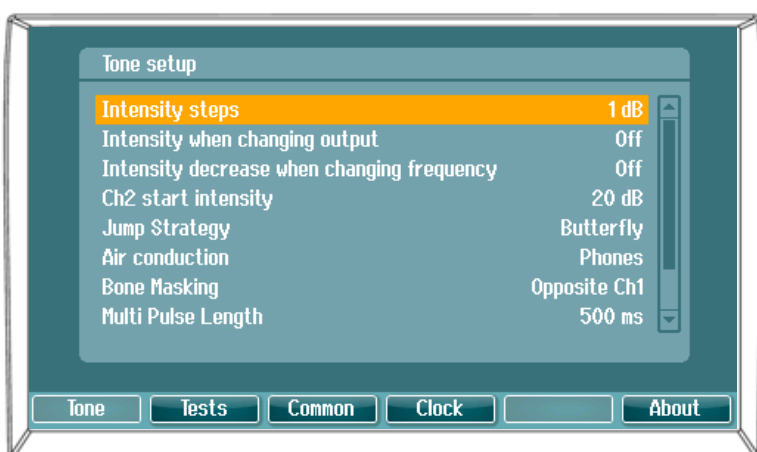 Tone setup
Intensity steps 1 dB
Intensity when changing output Off
Intensity decrease when changing frequency Off
Ch2 start intensity 20 dB
Jump Strategy Butterfly
Air conduction Phones
Bone Masking Opposite Ch1
Multi Pulse Length 500 ms
Tone Tests Common Clock About